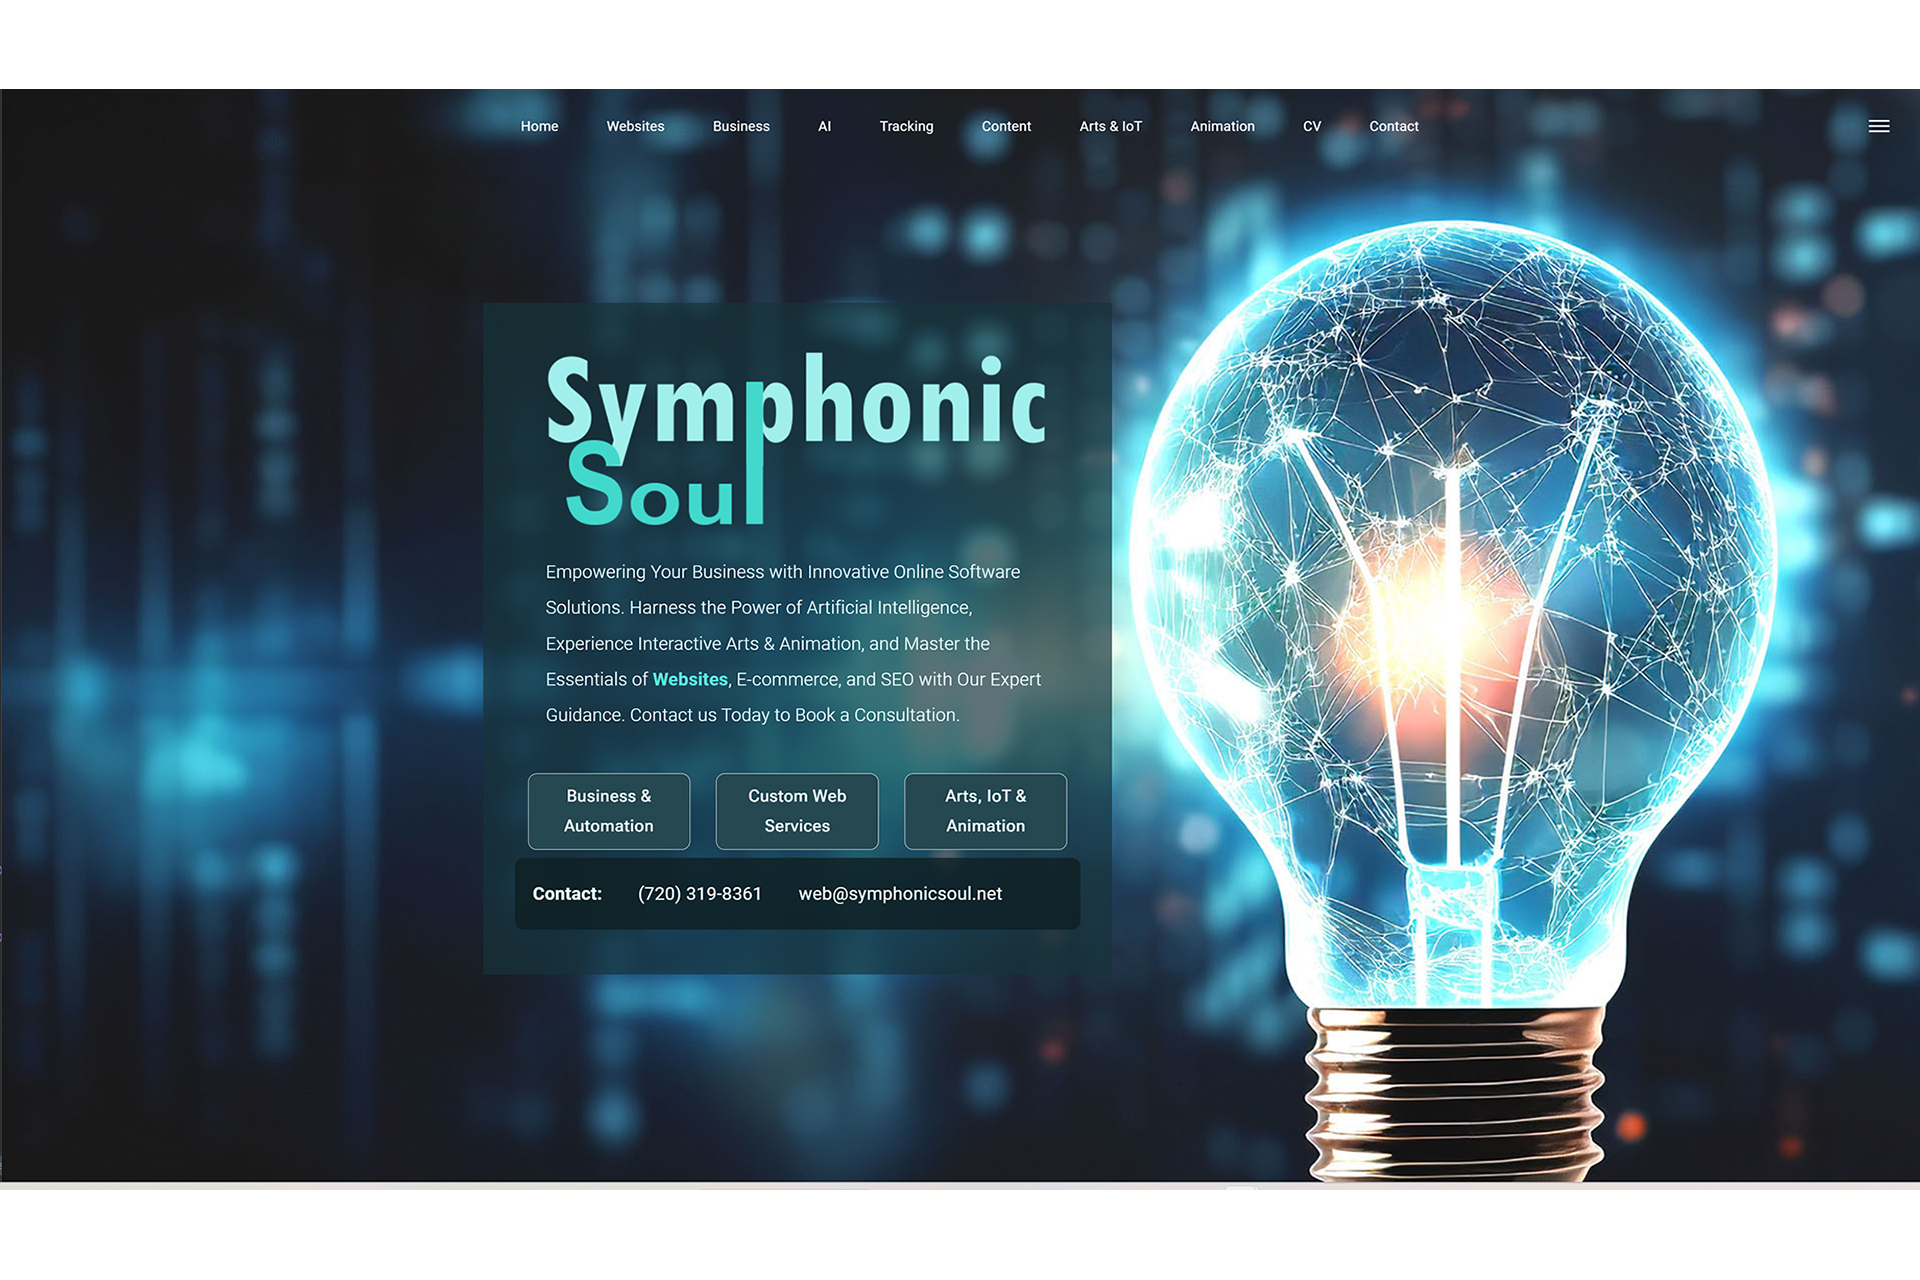 Home Websites Business AI Tracking Content Arts & IoT Animation CV Contact
Symphonic
Soul
Empowering Your Business with Innovative Online Software
Solutions. Harness the Power of Artificial Intelligence,
Experience Interactive Arts & Animation, and Master the
Essentials of Websites, E-commerce, and SEO with Our Expert
Guidance. Contact us Today to Book a Consultation.
Business &
Automation
Custom Web
Services
Arts, IoT &
Animation
Contact: (720) 319-8361 web@symphonicsoul.net